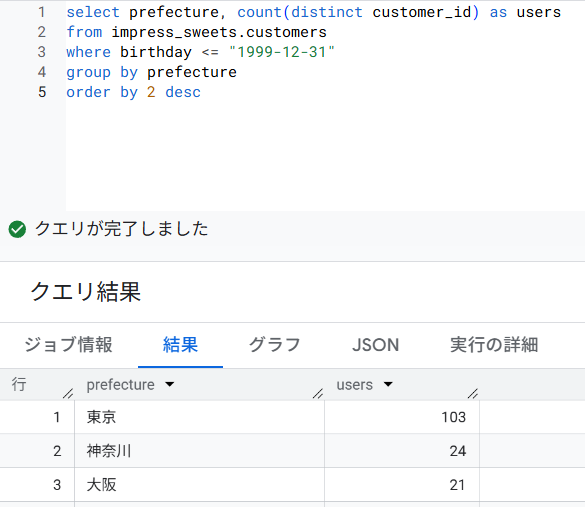 1 select prefecture, count(distinct customer_id) as users
2 from impress_sweets.customers
3 where birthday <= "1999-12-31"
4 group by prefecture
5 order by 2 desc
クエリが完了しました
クエリ結果
ジョブ情報 結果 グラフ JSON 実行の詳細
行 prefecture users
1 東京 103
2 神奈川 24
3 大阪 21